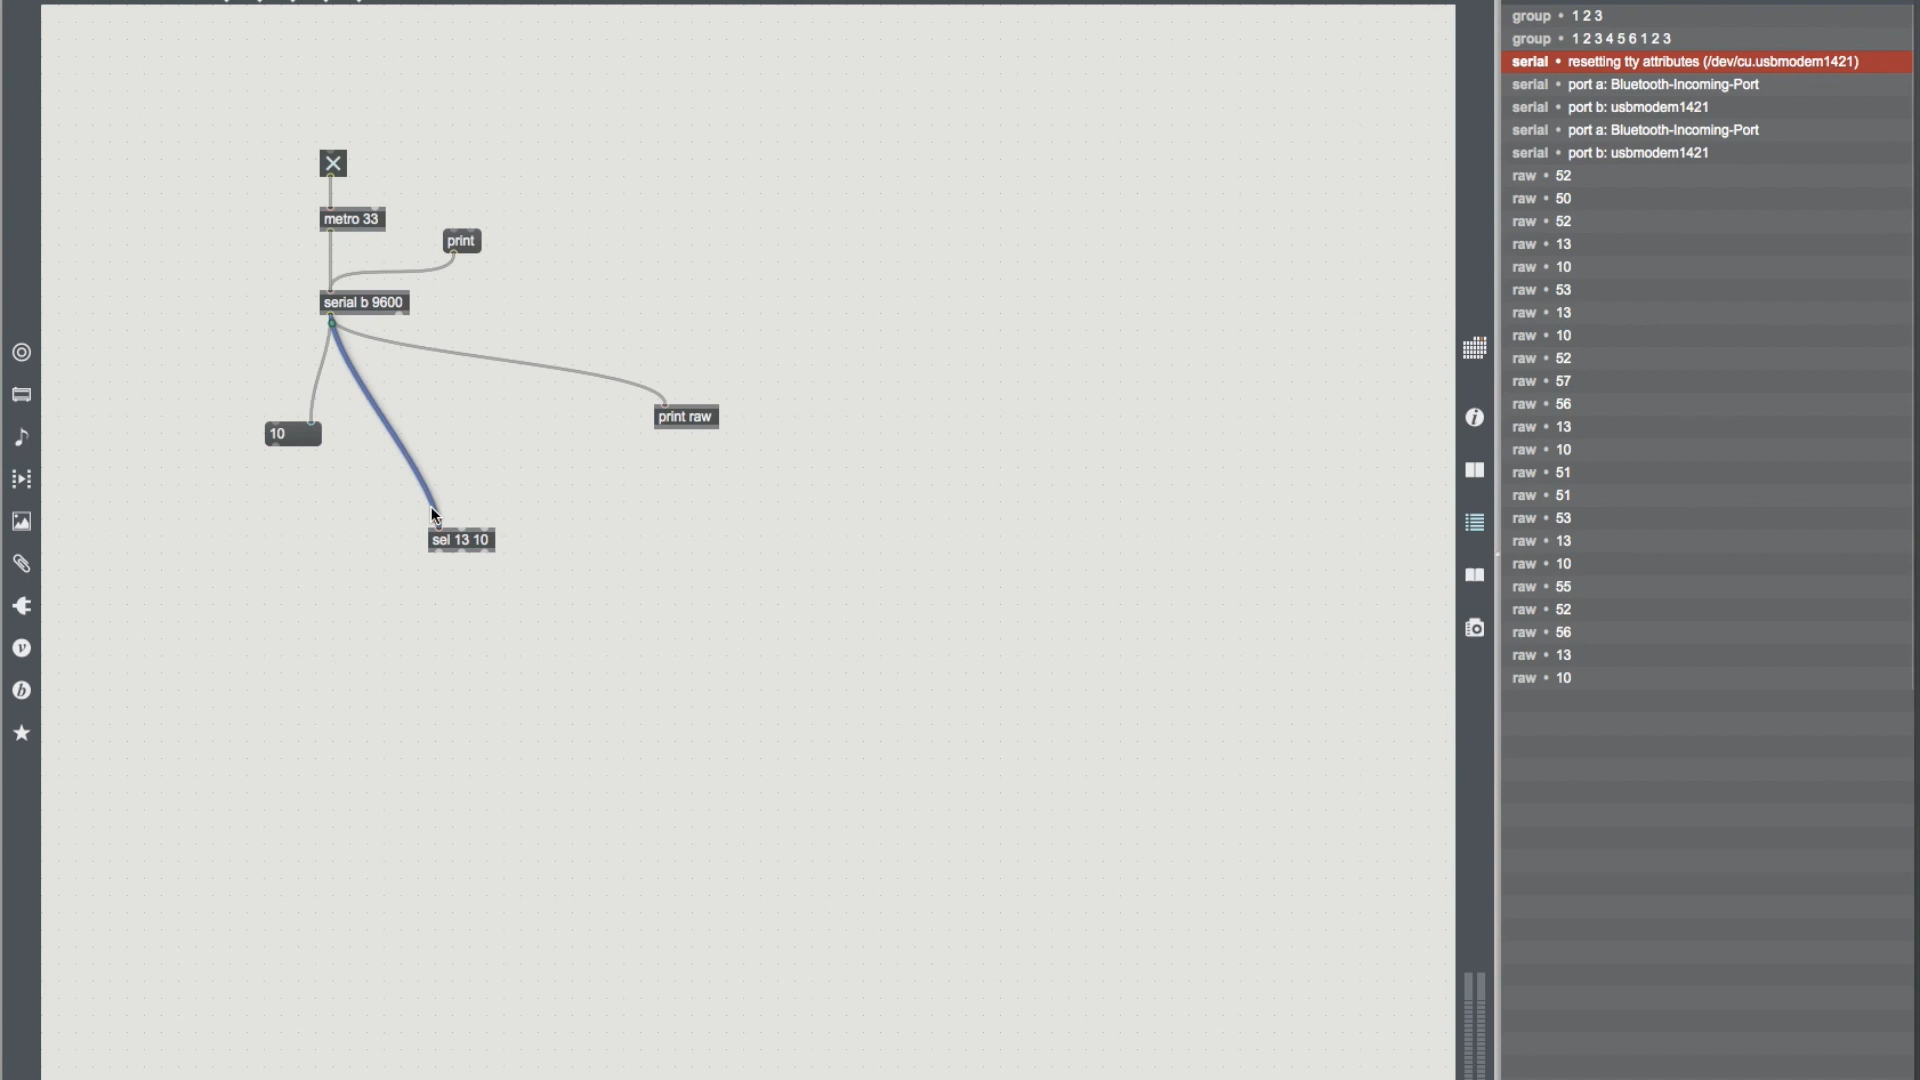 metro 33
print
serial b 9600
print raw
10
sel 13 10
group • 1 2 3
group • 1 2 3 4 5 6 1 2 3
serial • resetting tty attributes (/dev/cu.usbmodem1421)
serial • port a: Bluetooth-Incoming-Port
serial • port b: usbmodem1421
serial • port a: Bluetooth-Incoming-Port
serial • port b: usbmodem1421
raw • 52
raw • 50
raw • 52
raw • 13
raw • 10
raw • 53
raw • 13
raw • 10
raw • 52
raw • 57
raw • 56
raw • 13
raw • 10
raw • 51
raw • 51
raw • 53
raw • 13
raw • 10
raw • 55
raw • 52
raw • 56
raw • 13
raw • 10